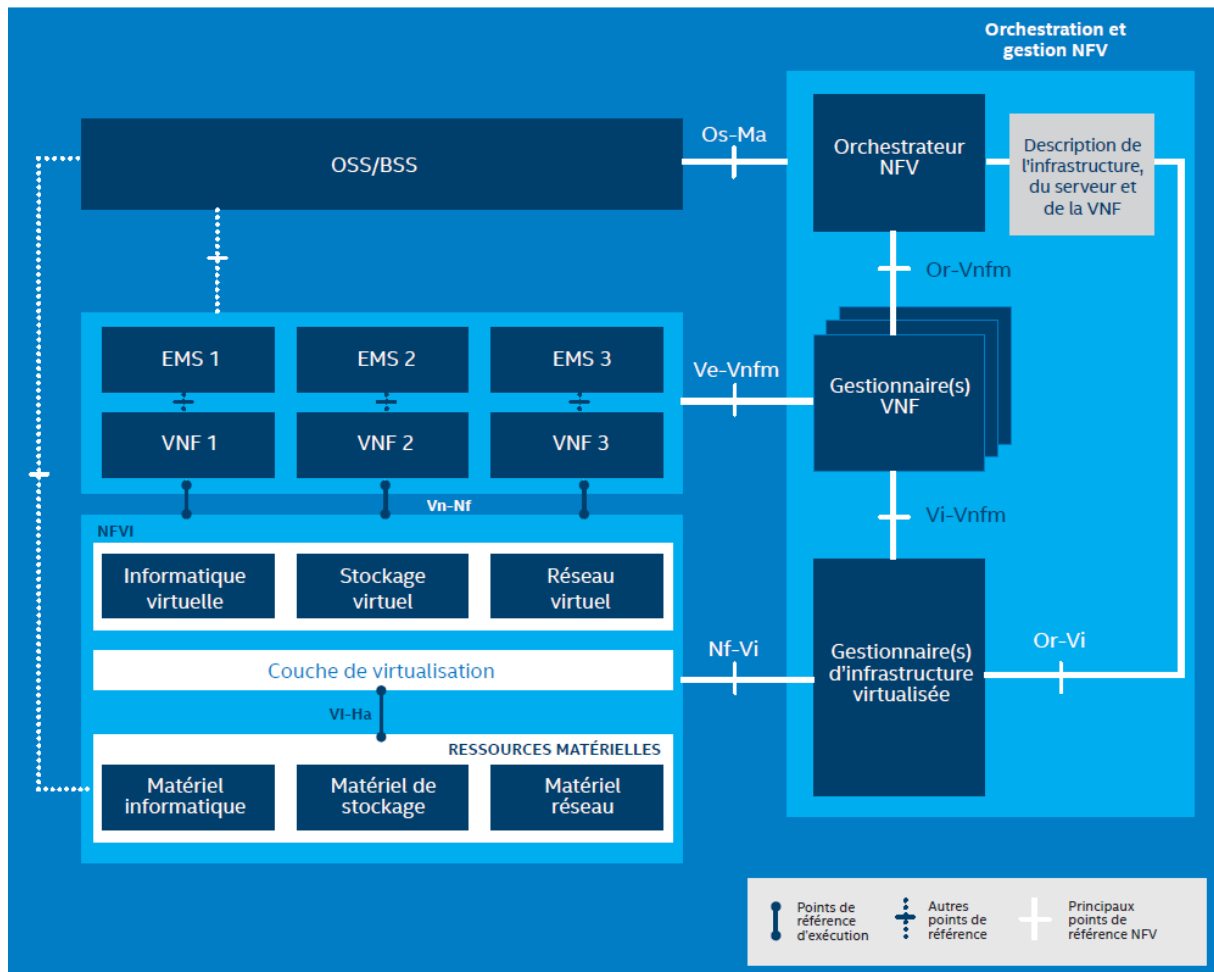 Orchestration et
gestion NFV
Os-Ma
OSS/BSS
Orchestrateur
NFV
Description de
l'infrastructure,
du serveur et
de la VNF
Or-Vnfm
EMS 1
EMS 2
EMS 3
Ve-Vnfm
Gestionnaire(s)
VNF
VNF 1
VNF 2
VNF 3
Vn-Nf
Vi-Vnfm
NFVI
Informatique
virtuelle
Stockage
virtuel
Réseau
virtuel
Couche de virtualisation
Nf-Vi
Gestionnaire(s)
d'infrastructure
virtualisée
Or-Vi
VI-Ha
RESSOURCES MATÉRIELLES
Matériel
informatique
Matériel de
stockage
Matériel
réseau
Points de
référence
d'exécution
Autres
points de
référence
Principaux
points de
référence NFV